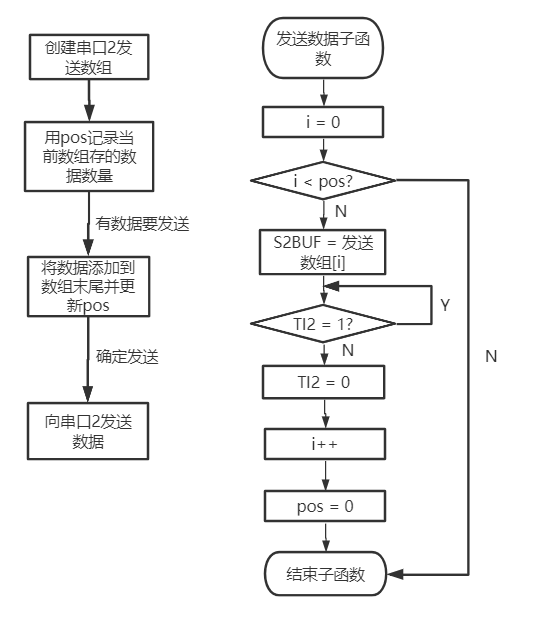 创建串口2发
送数组
用pos记录当
前数组存的数
据数量
有数据要发送
将数据添加到
数组末尾并更
新pos
确定发送
向串口2发送
数据
发送数据子函
数
i = 0
i < pos?
N
S2BUF = 发送
数组[i]
Y
TI2 = 1?
N
N
TI2 = 0
i++
pos = 0
结束子函数